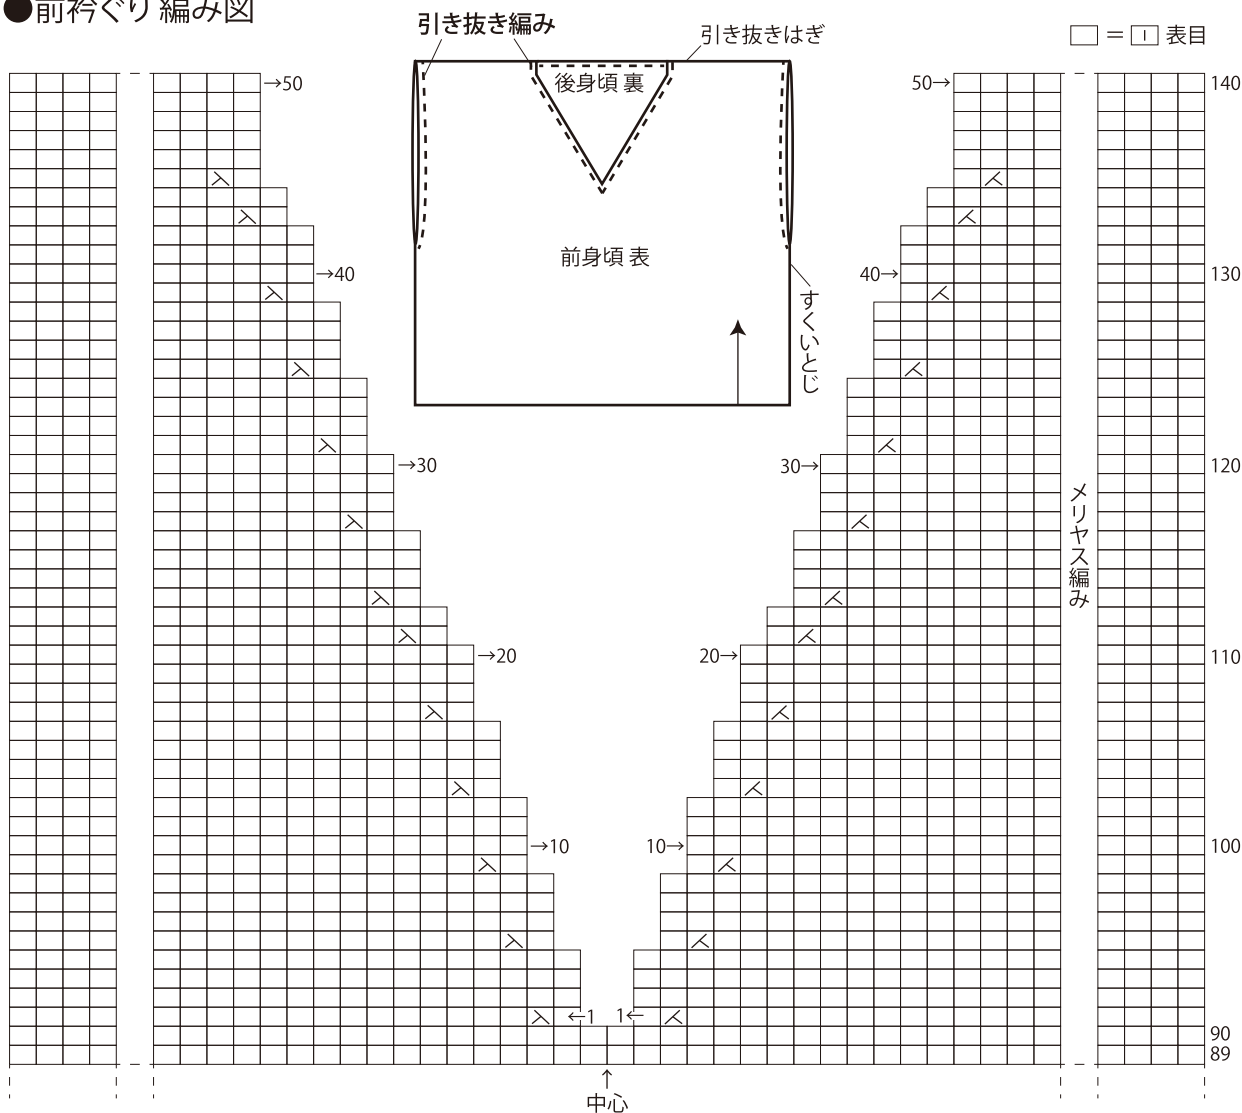 ●前衿ぐり 編み図
引き抜き編み
引き抜きはぎ
□ = | 表目
後身頃 裏
前身頃 表
すくいとじ
メリヤス編み
→50
→40
→30
→20
→10
←1
50→
40→
30→
20→
10→
1←
140
130
120
110
100
90
89
↑
中心